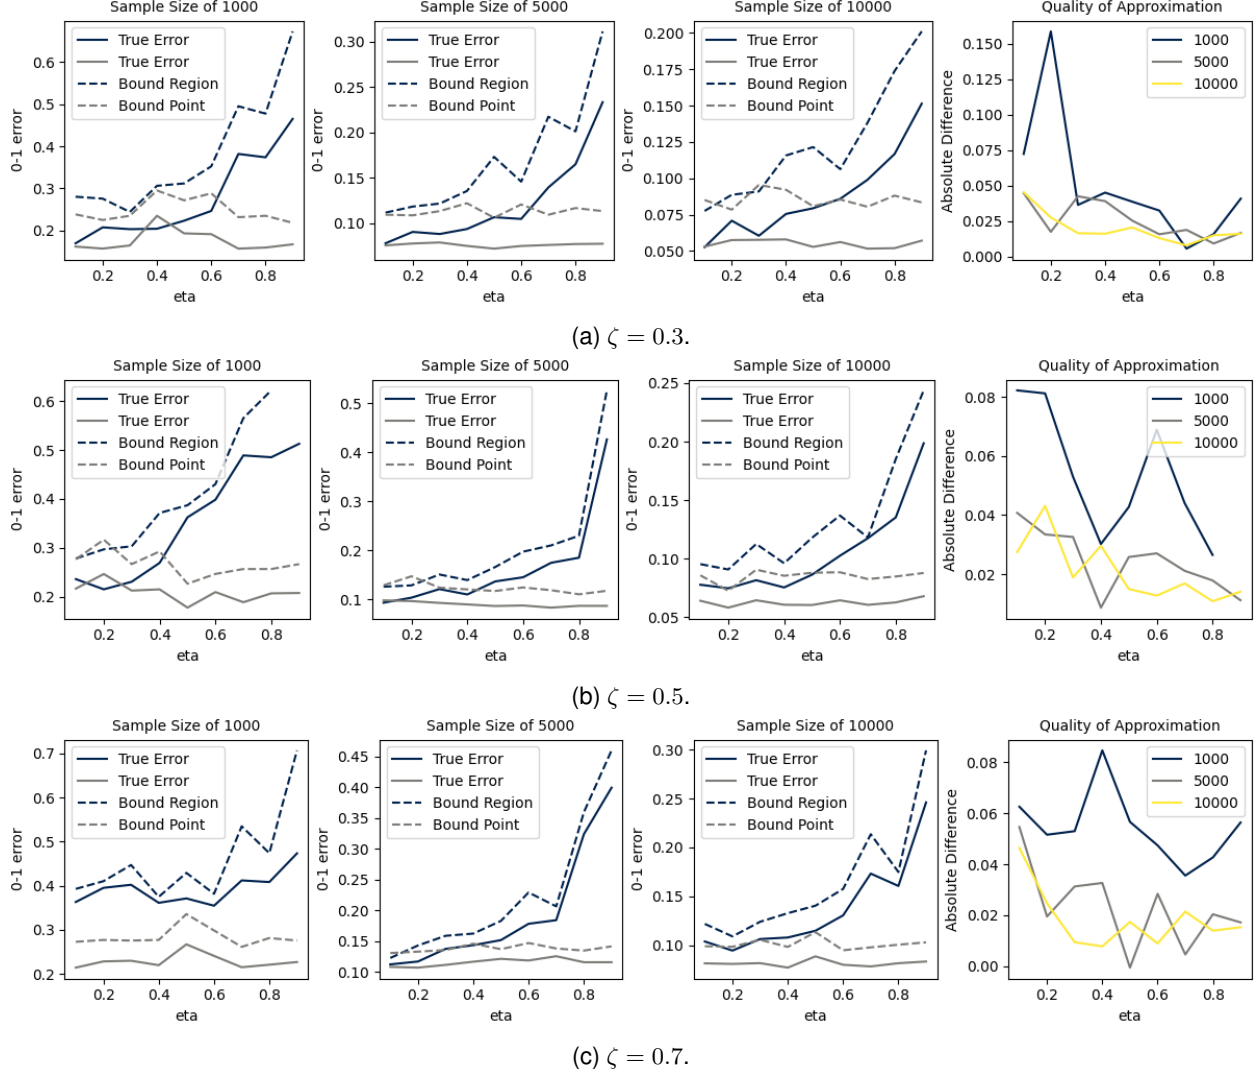 Sample Size of 1000
0.6
0.5
0.4
0.3
0.2
0-1 error
True Error
True Error
Bound Region
Bound Point
0.2 0.4 0.6 0.8
eta
Sample Size of 5000
0.30
0.25
0.20
0.15
0.10
0-1 error
True Error
True Error
Bound Region
Bound Point
0.2 0.4 0.6 0.8
eta
Sample Size of 10000
0.200
0.175
0.150
0.125
0.100
0.075
0.050
0-1 error
True Error
True Error
Bound Region
Bound Point
0.2 0.4 0.6 0.8
eta
Quality of Approximation
0.150
0.125
0.100
0.075
0.050
0.025
0.000
Absolute Difference
1000
5000
10000
0.2 0.4 0.6 0.8
eta
(a) ζ = 0.3.
Sample Size of 1000
0.6
0.5
0.4
0.3
0.2
0-1 error
True Error
True Error
Bound Region
Bound Point
0.2 0.4 0.6 0.8
eta
Sample Size of 5000
0.5
0.4
0.3
0.2
0.1
0-1 error
True Error
True Error
Bound Region
Bound Point
0.2 0.4 0.6 0.8
eta
Sample Size of 10000
0.25
0.20
0.15
0.10
0.05
0-1 error
True Error
True Error
Bound Region
Bound Point
0.2 0.4 0.6 0.8
eta
Quality of Approximation
0.08
0.06
0.04
0.02
Absolute Difference
1000
5000
10000
0.2 0.4 0.6 0.8
eta
(b) ζ = 0.5.
Sample Size of 1000
0.7
0.6
0.5
0.4
0.3
0.2
0-1 error
True Error
True Error
Bound Region
Bound Point
0.2 0.4 0.6 0.8
eta
Sample Size of 5000
0.45
0.40
0.35
0.30
0.25
0.20
0.15
0.10
0-1 error
True Error
True Error
Bound Region
Bound Point
0.2 0.4 0.6 0.8
eta
Sample Size of 10000
0.30
0.25
0.20
0.15
0.10
0-1 error
True Error
True Error
Bound Region
Bound Point
0.2 0.4 0.6 0.8
eta
Quality of Approximation
0.08
0.06
0.04
0.02
0.00
Absolute Difference
1000
5000
10000
0.2 0.4 0.6 0.8
eta
(c) ζ = 0.7.